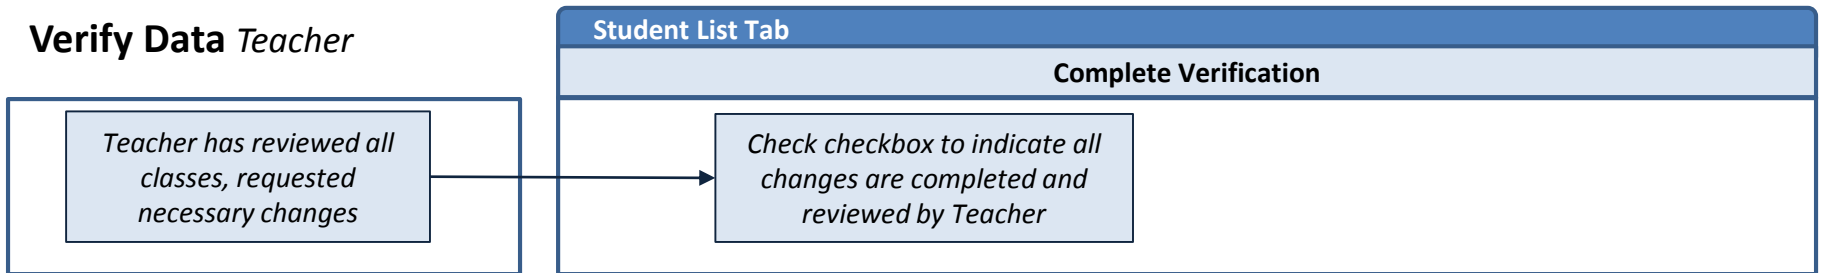 Verify Data Teacher
Student List Tab
Complete Verification
Teacher has reviewed all
classes, requested
necessary changes
Check checkbox to indicate all
changes are completed and
reviewed by Teacher